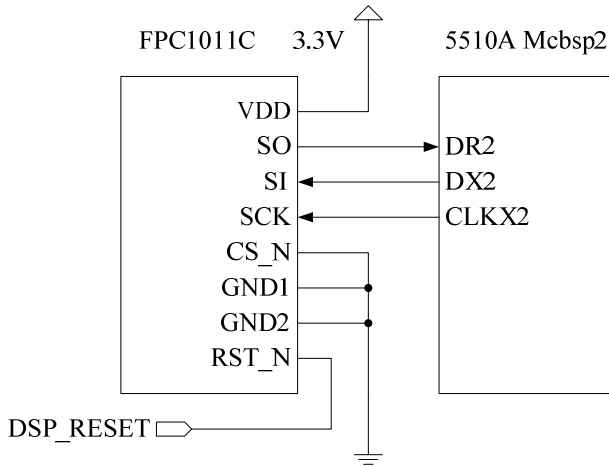 FPC1011C 3.3V 5510A Mcbsp2
VDD
SO DR2
SI DX2
SCK CLKX2
CS_N
GND1
GND2
RST_N
DSP_RESET